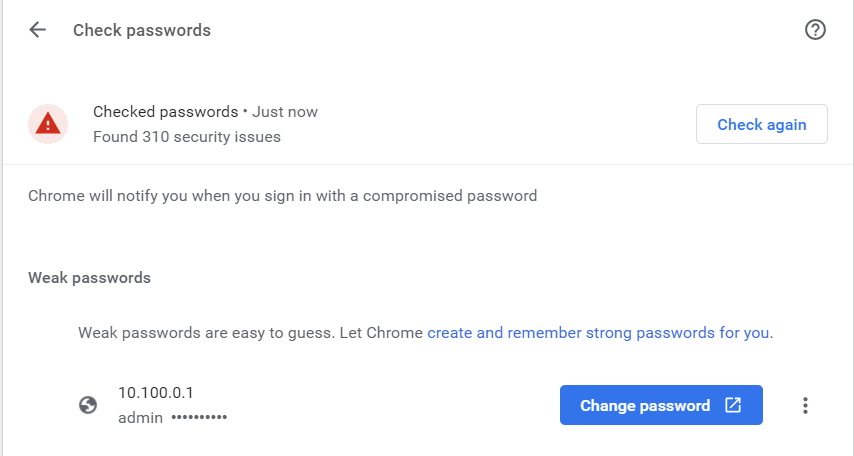 Check passwords
Checked passwords • Just now
Found 310 security issues
Check again
Chrome will notify you when you sign in with a compromised password
Weak passwords
Weak passwords are easy to guess. Let Chrome create and remember strong passwords for you.
10.100.0.1
admin ••••••••••
Change password